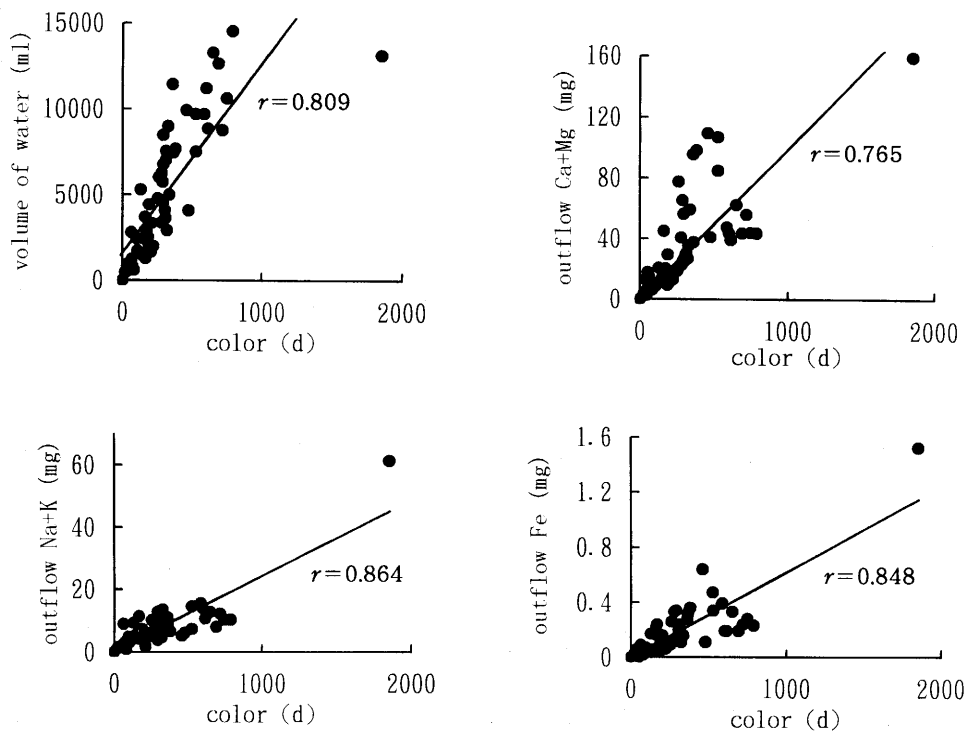 volume of water (ml)
15000
10000
5000
0
0
1000
2000
color (d)
r=0.809
outflow Ca+Mg (mg)
160
120
80
40
0
0
1000
2000
color (d)
r=0.765
outflow Na+K (mg)
60
40
20
0
0
1000
2000
color (d)
r=0.864
outflow Fe (mg)
1.6
1.2
0.8
0.4
0
0
1000
2000
color (d)
r=0.848